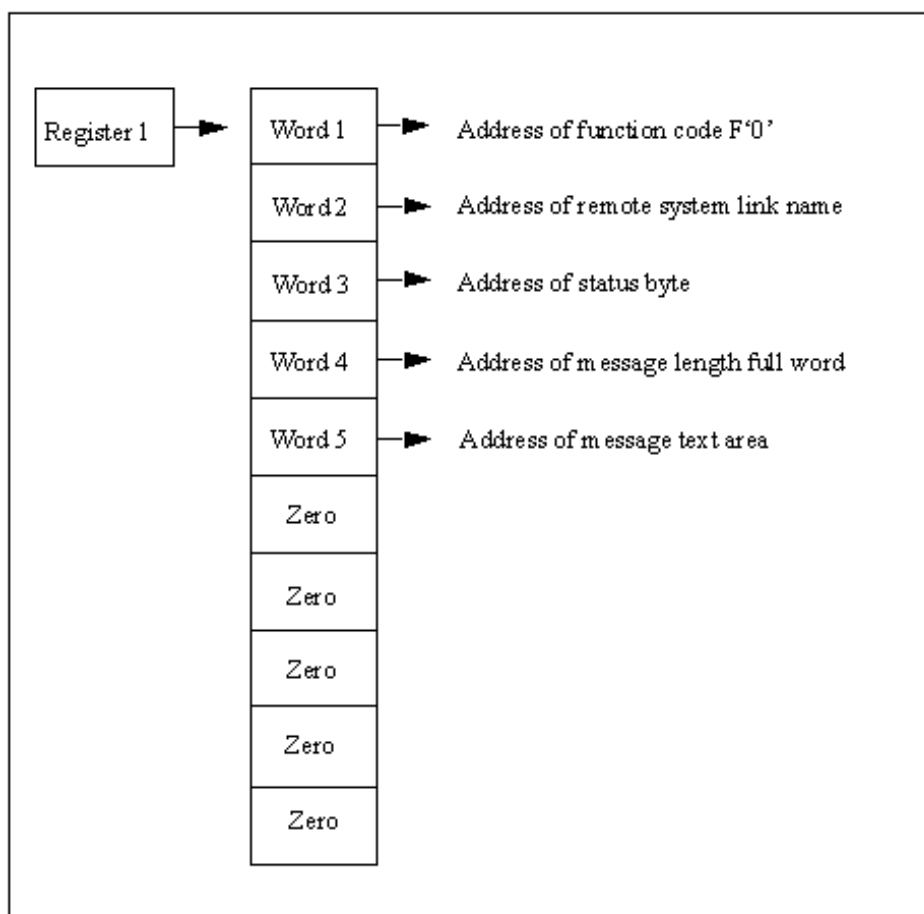 Register 1
Word 1
Address of function code F‘0’
Word 2
Address of remote system link name
Word 3
Address of status byte
Word 4
Address of message length full word
Word 5
Address of message text area
Zero
Zero
Zero
Zero
Zero